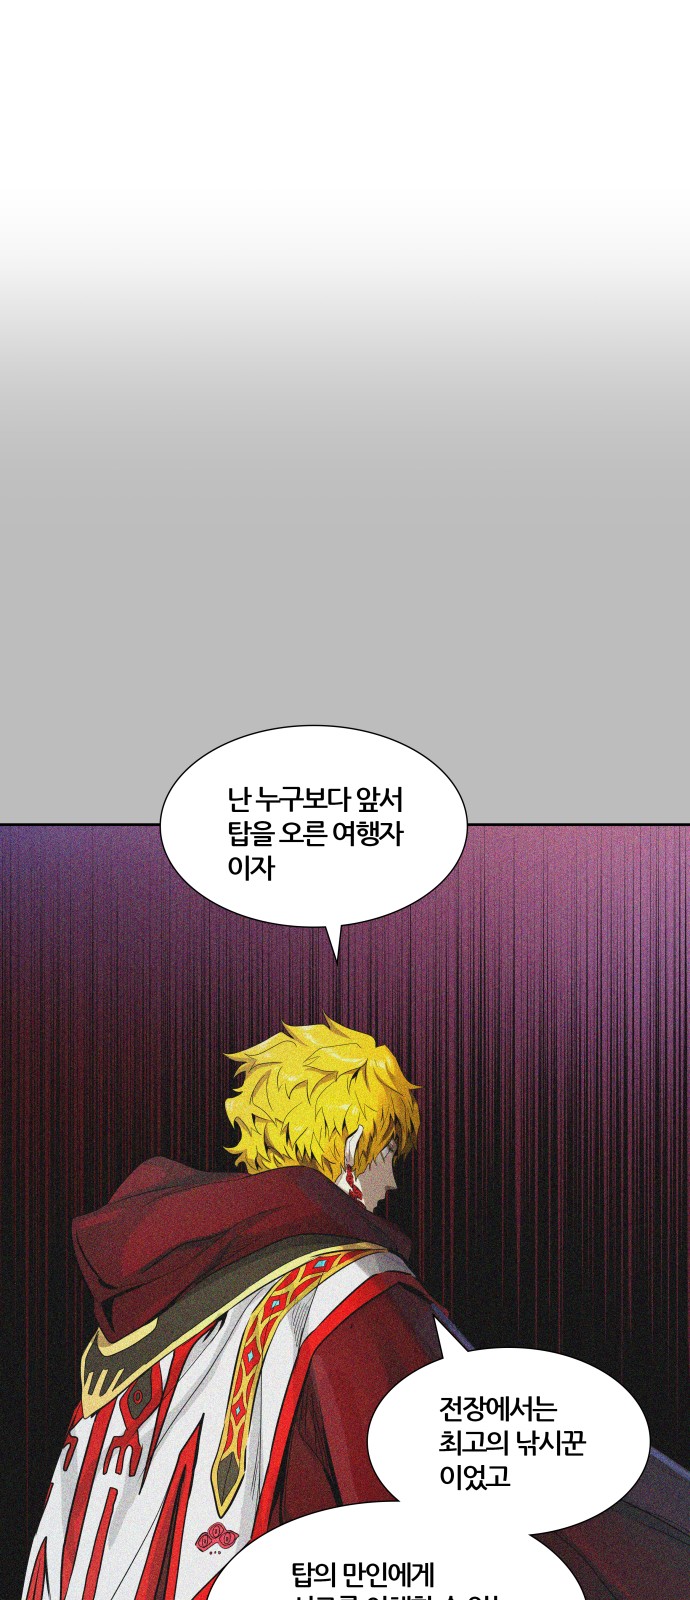 난 누구보다 앞서
탑을 오른 여행자
이자
전장에서는
최고의 낚시꾼
이었고
탑의 만인에게